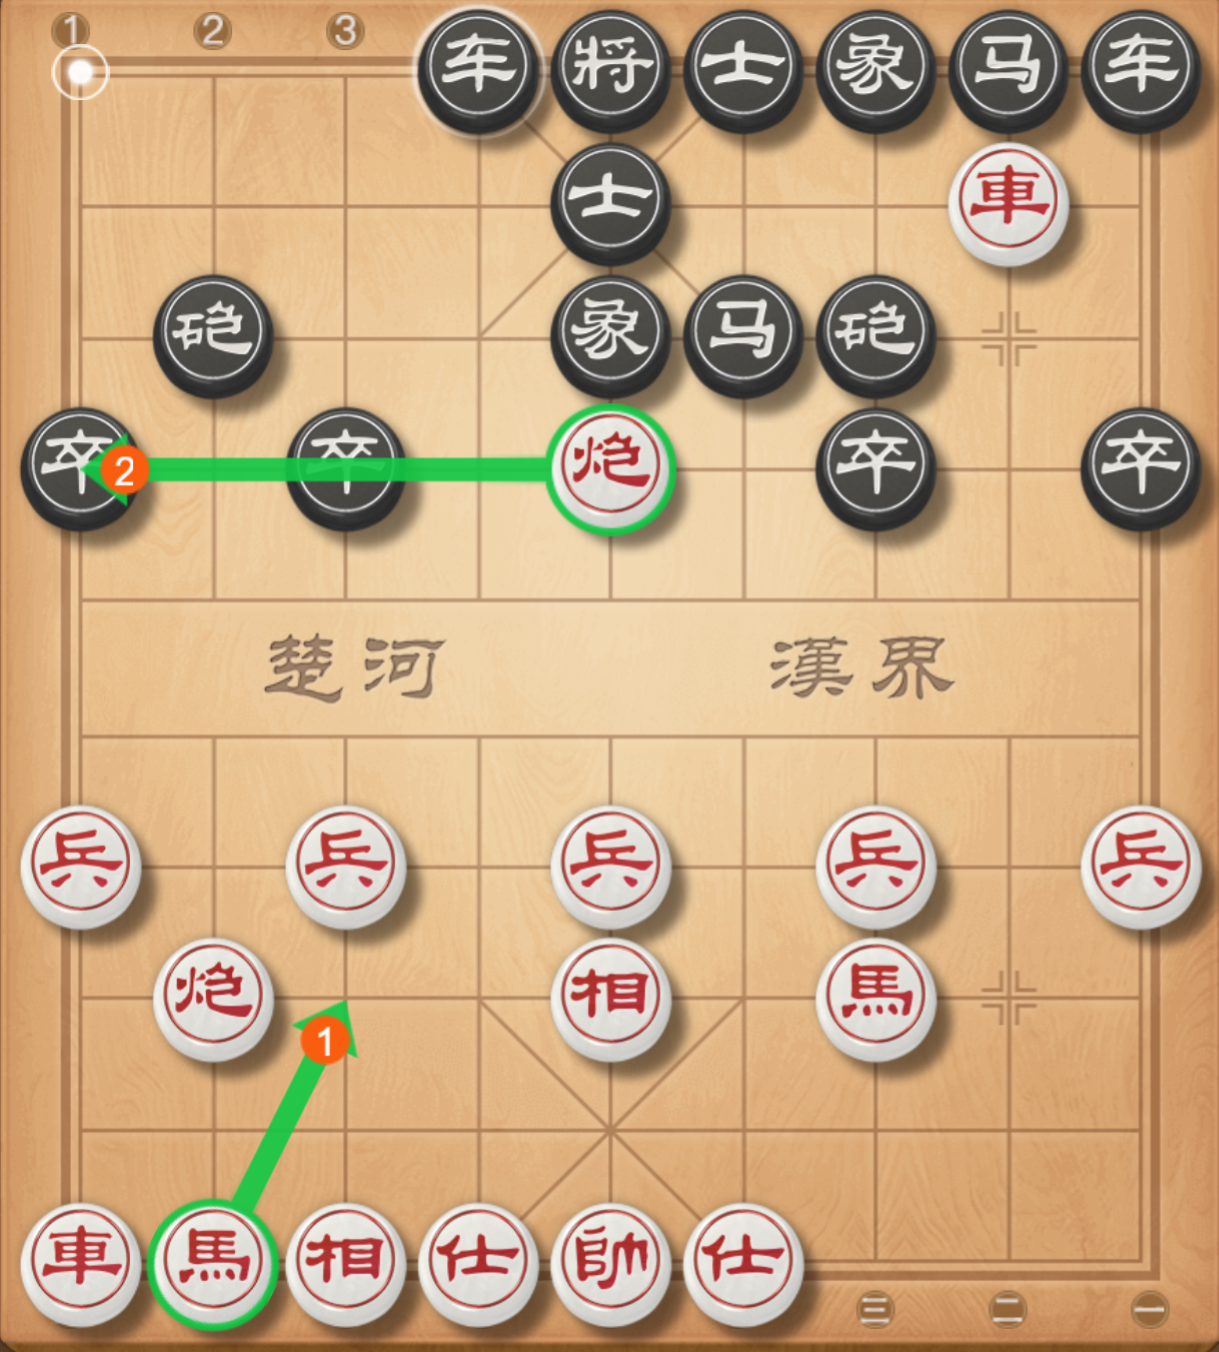 1 2 3
车 将 士 象 马 车
士 車
砲 象 马 砲
卒 2 卒 炮 卒 卒
楚河 漢界
兵 兵 兵 兵 兵
炮 相 馬
1
車 馬 相 仕 帥 仕
三 二 一